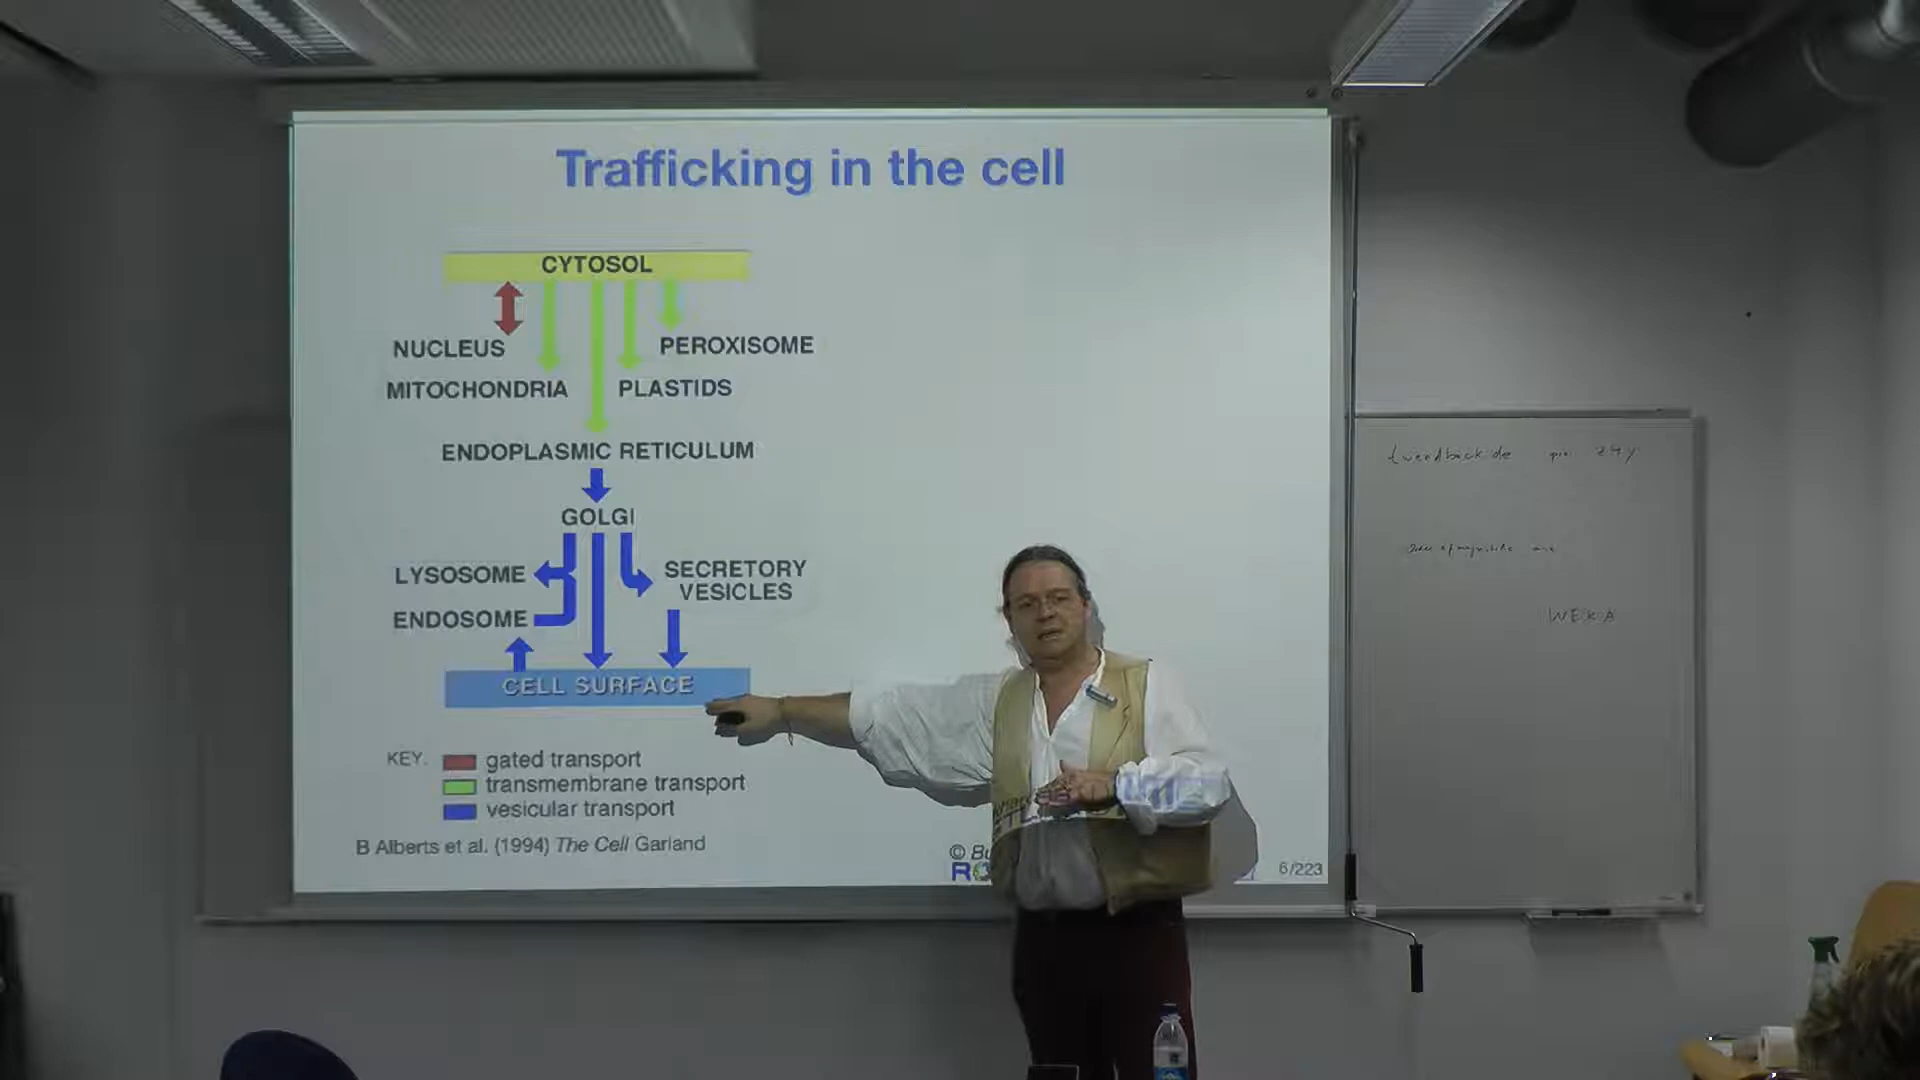 Trafficking in the cell
CYTOSOL
NUCLEUS
PEROXISOME
MITOCHONDRIA
PLASTIDS
ENDOPLASMIC RETICULUM
GOLGI
LYSOSOME
SECRETORY
VESICLES
ENDOSOME
CELL SURFACE
KEY:
gated transport
transmembrane transport
vesicular transport
B Alberts et al. (1994) The Cell Garland
6/223
WEKA